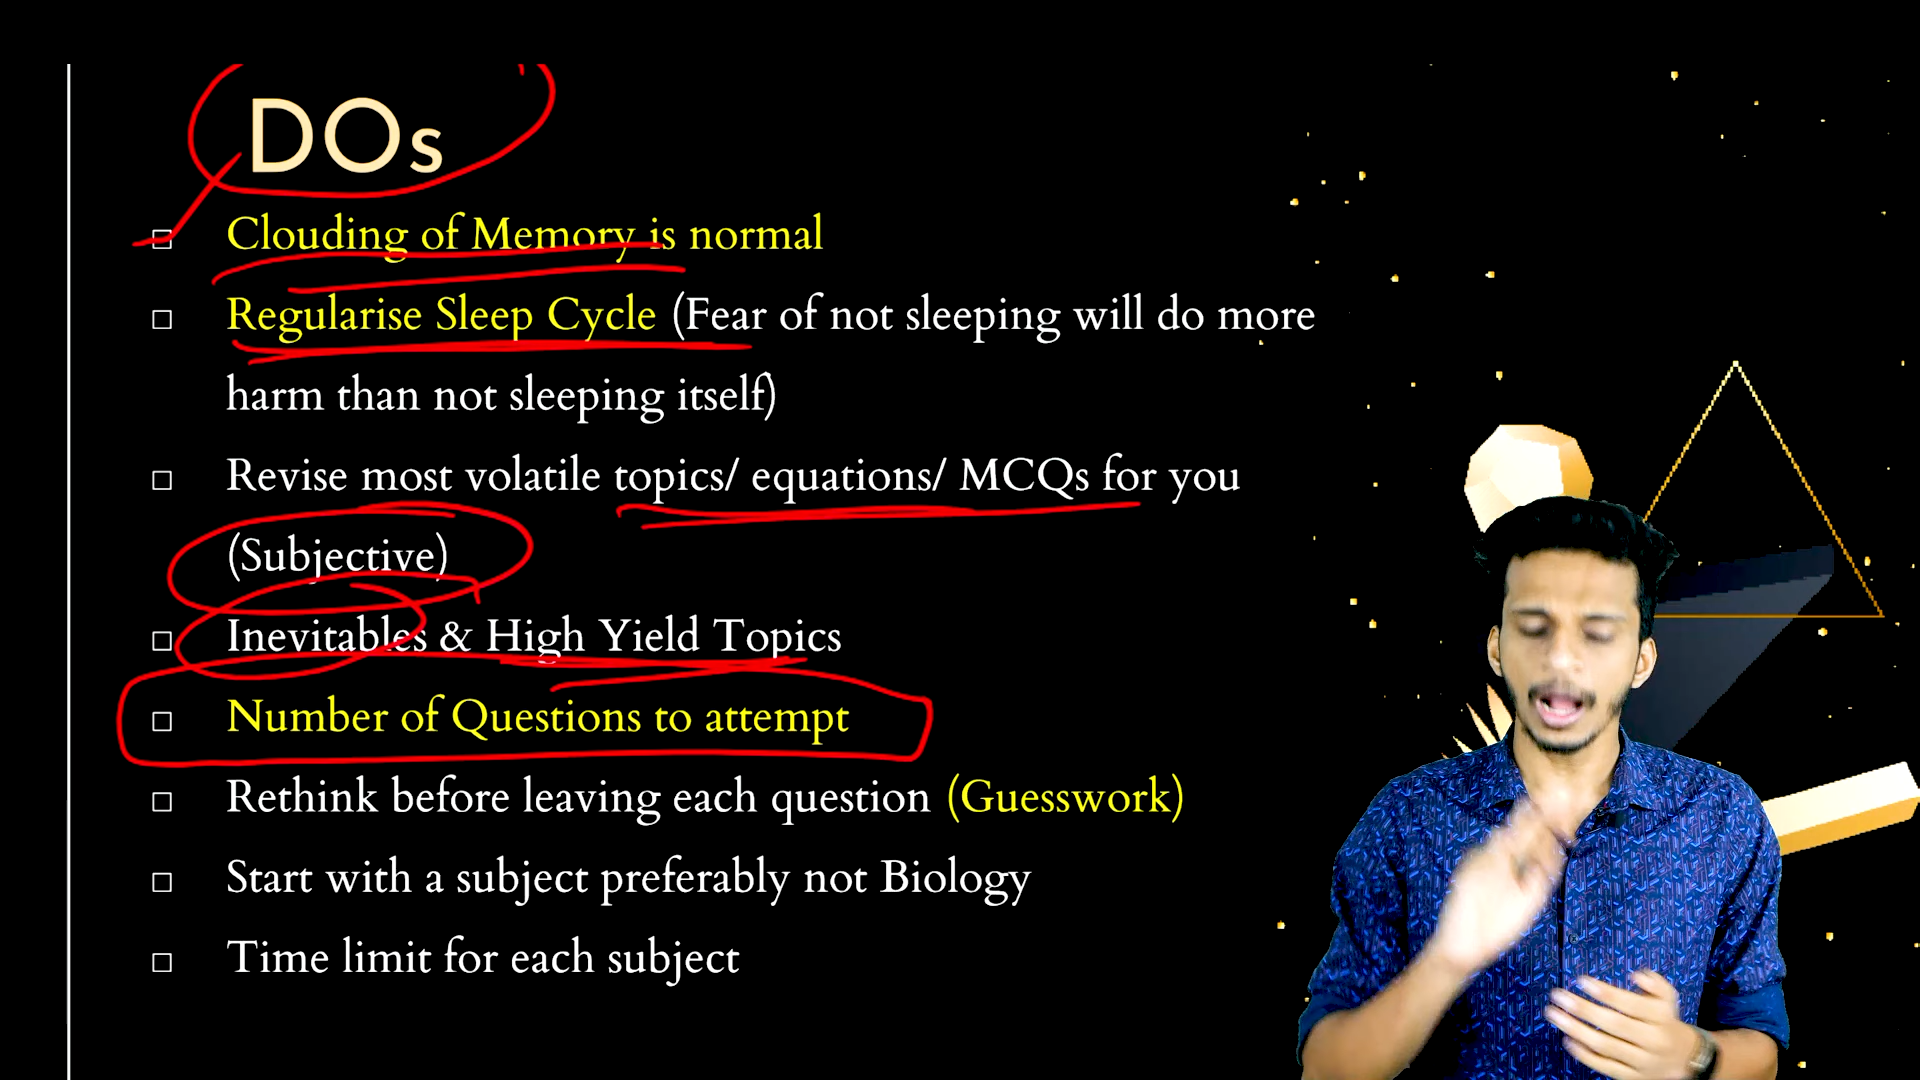 DOs
Clouding of Memory is normal
Regularise Sleep Cycle (Fear of not sleeping will do more
harm than not sleeping itself)
Revise most volatile topics/ equations/ MCQs for you
(Subjective)
Inevitables & High Yield Topics
Number of Questions to attempt
Rethink before leaving each question (Guesswork)
Start with a subject preferably not Biology
Time limit for each subject